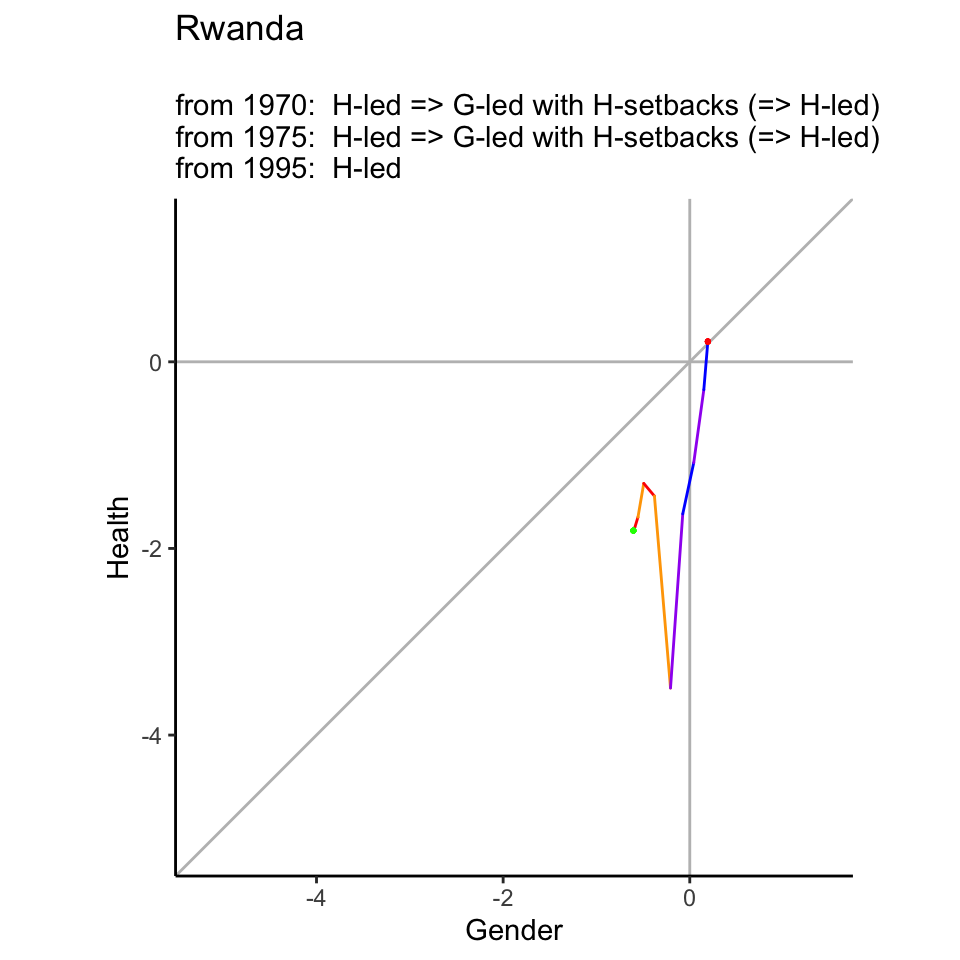 Rwanda
from 1970:  H-led => G-led with H-setbacks (=> H-led)
from 1975:  H-led => G-led with H-setbacks (=> H-led)
from 1995:  H-led
0
-2
-4
Health
-4
-2
0
Gender